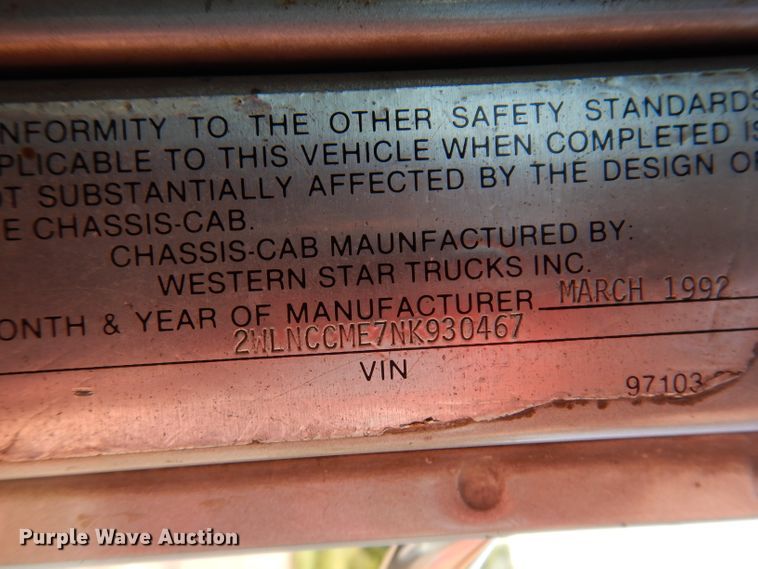 NFORMITY TO THE OTHER SAFETY STANDARDS
PLICABLE TO THIS VEHICLE WHEN COMPLETED IS
OT SUBSTANTIALLY AFFECTED BY THE DESIGN OF
E CHASSIS-CAB.
CHASSIS-CAB MAUNFACTURED BY:
WESTERN STAR TRUCKS INC.
ONTH & YEAR OF MANUFACTURER MARCH 1992
2WLNCCME7NK930467
VIN
97103
Purple Wave Auction